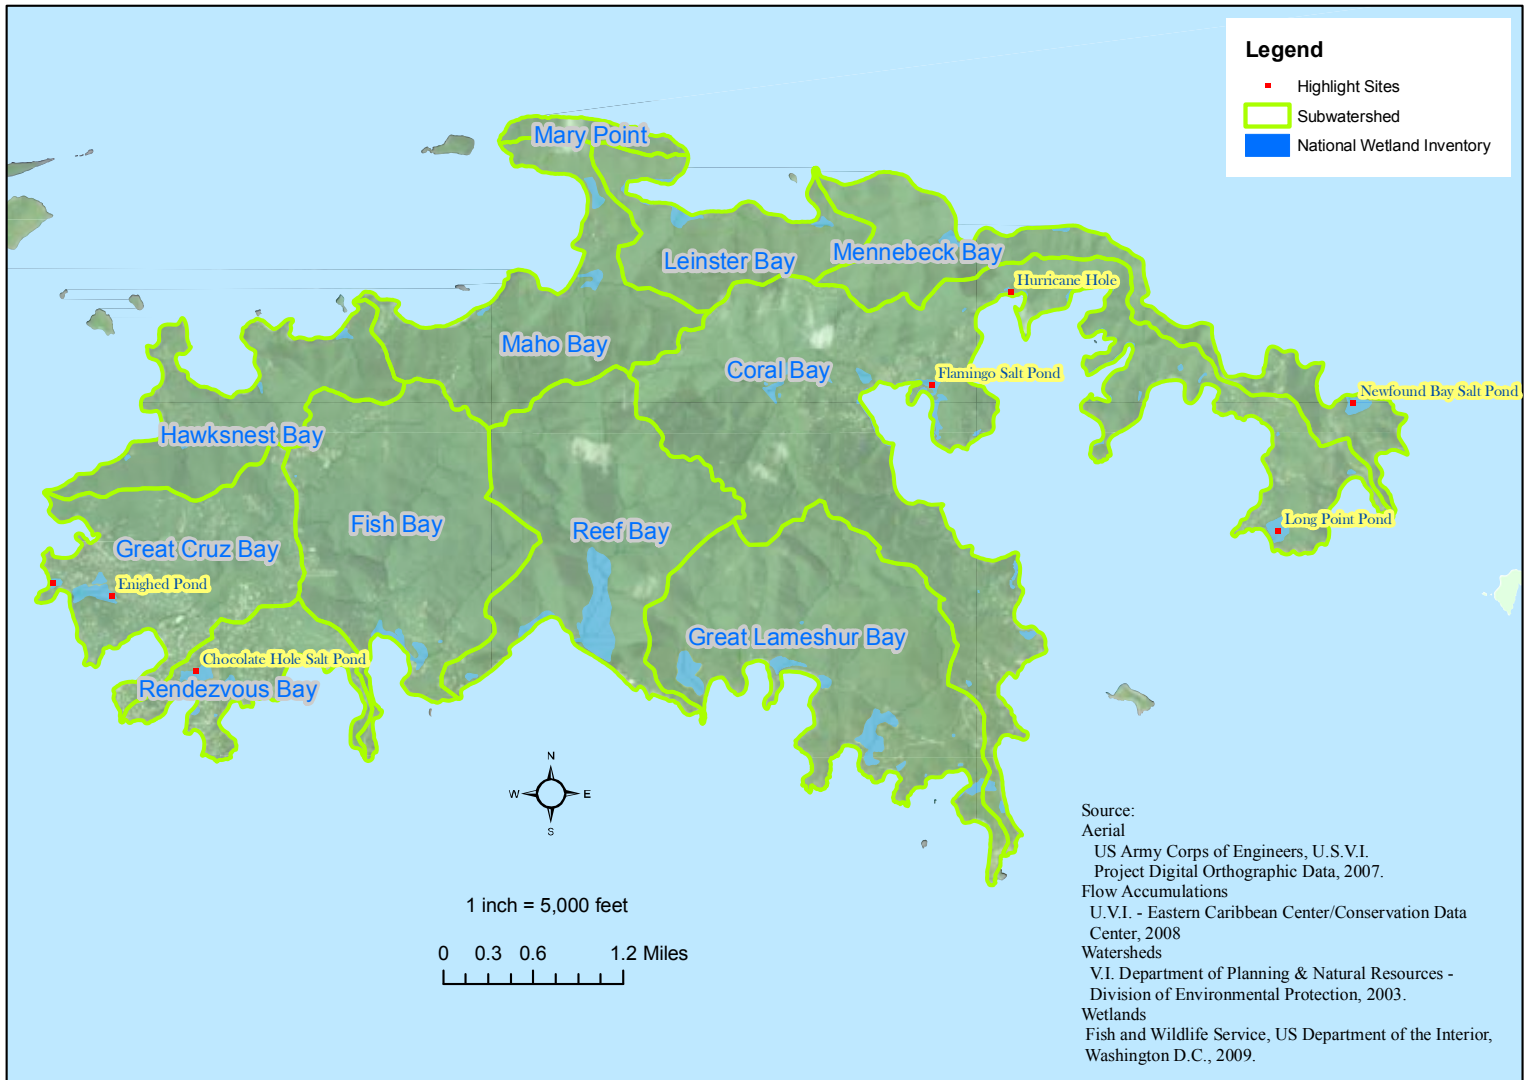 Legend
Highlight Sites
Subwatershed
National Wetland Inventory
Mary Point
Leinster Bay
Mennebeck Bay
Hurricane Hole
Maho Bay
Coral Bay
Flamingo Salt Pond
Newfound Bay Salt Pond
Hawksnest Bay
Fish Bay
Reef Bay
Long Point Pond
Great Cruz Bay
Enighed Pond
Great Lameshur Bay
Chocolate Hole Salt Pond
Rendezvous Bay
N
W
E
S
1 inch = 5,000 feet
0 0.3 0.6 1.2 Miles
Source:
Aerial
US Army Corps of Engineers, U.S.V.I.
Project Digital Orthographic Data, 2007.
Flow Accumulations
U.V.I. - Eastern Caribbean Center/Conservation Data
Center, 2008
Watersheds
V.I. Department of Planning & Natural Resources -
Division of Environmental Protection, 2003.
Wetlands
Fish and Wildlife Service, US Department of the Interior,
Washington D.C., 2009.